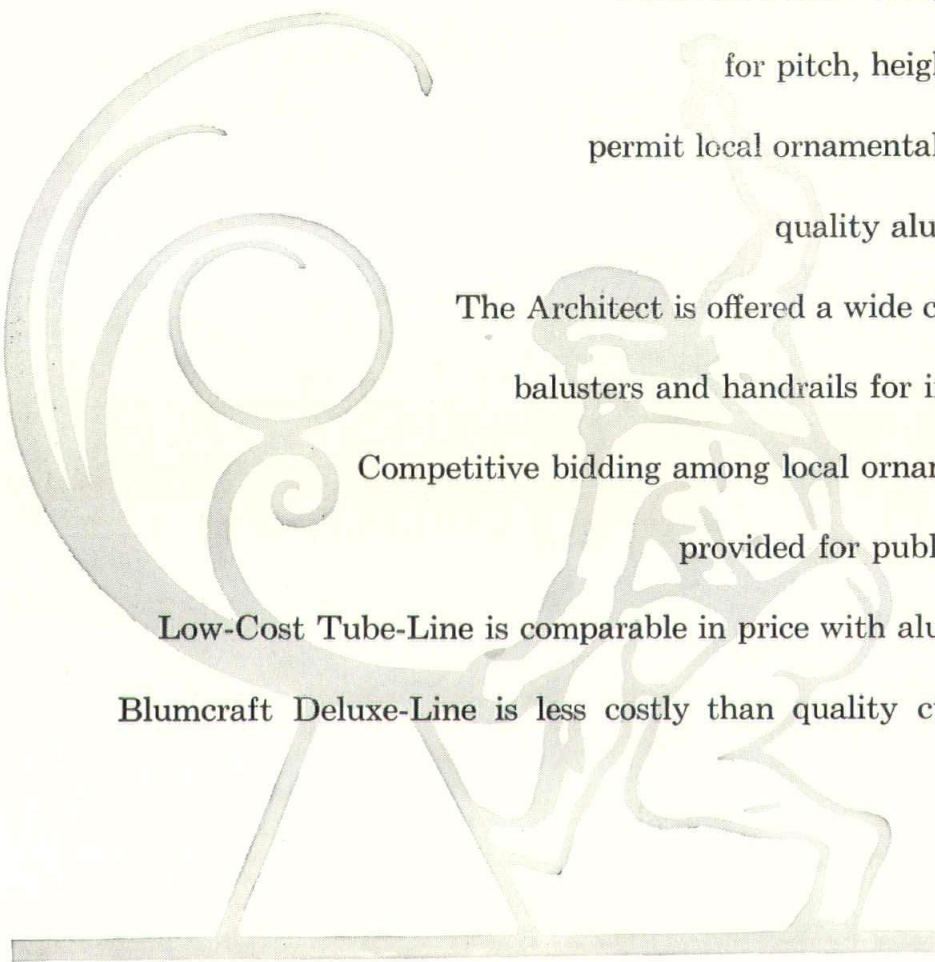 for pitch, heig
permit local ornamental
quality alu
The Architect is offered a wide c
balusters and handrails for i
Competitive bidding among local ornar
provided for publ
Low-Cost Tube-Line is comparable in price with alu
Blumcraft Deluxe-Line is less costly than quality c